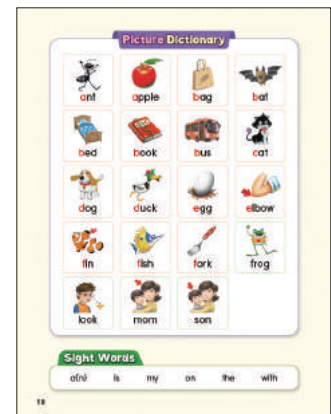 Picture Dictionary
ant apple bag bat
bed book bus cat
dog duck egg elbow
fin fish fork frog
look mom son
Sight Words
a(n) is my on the with